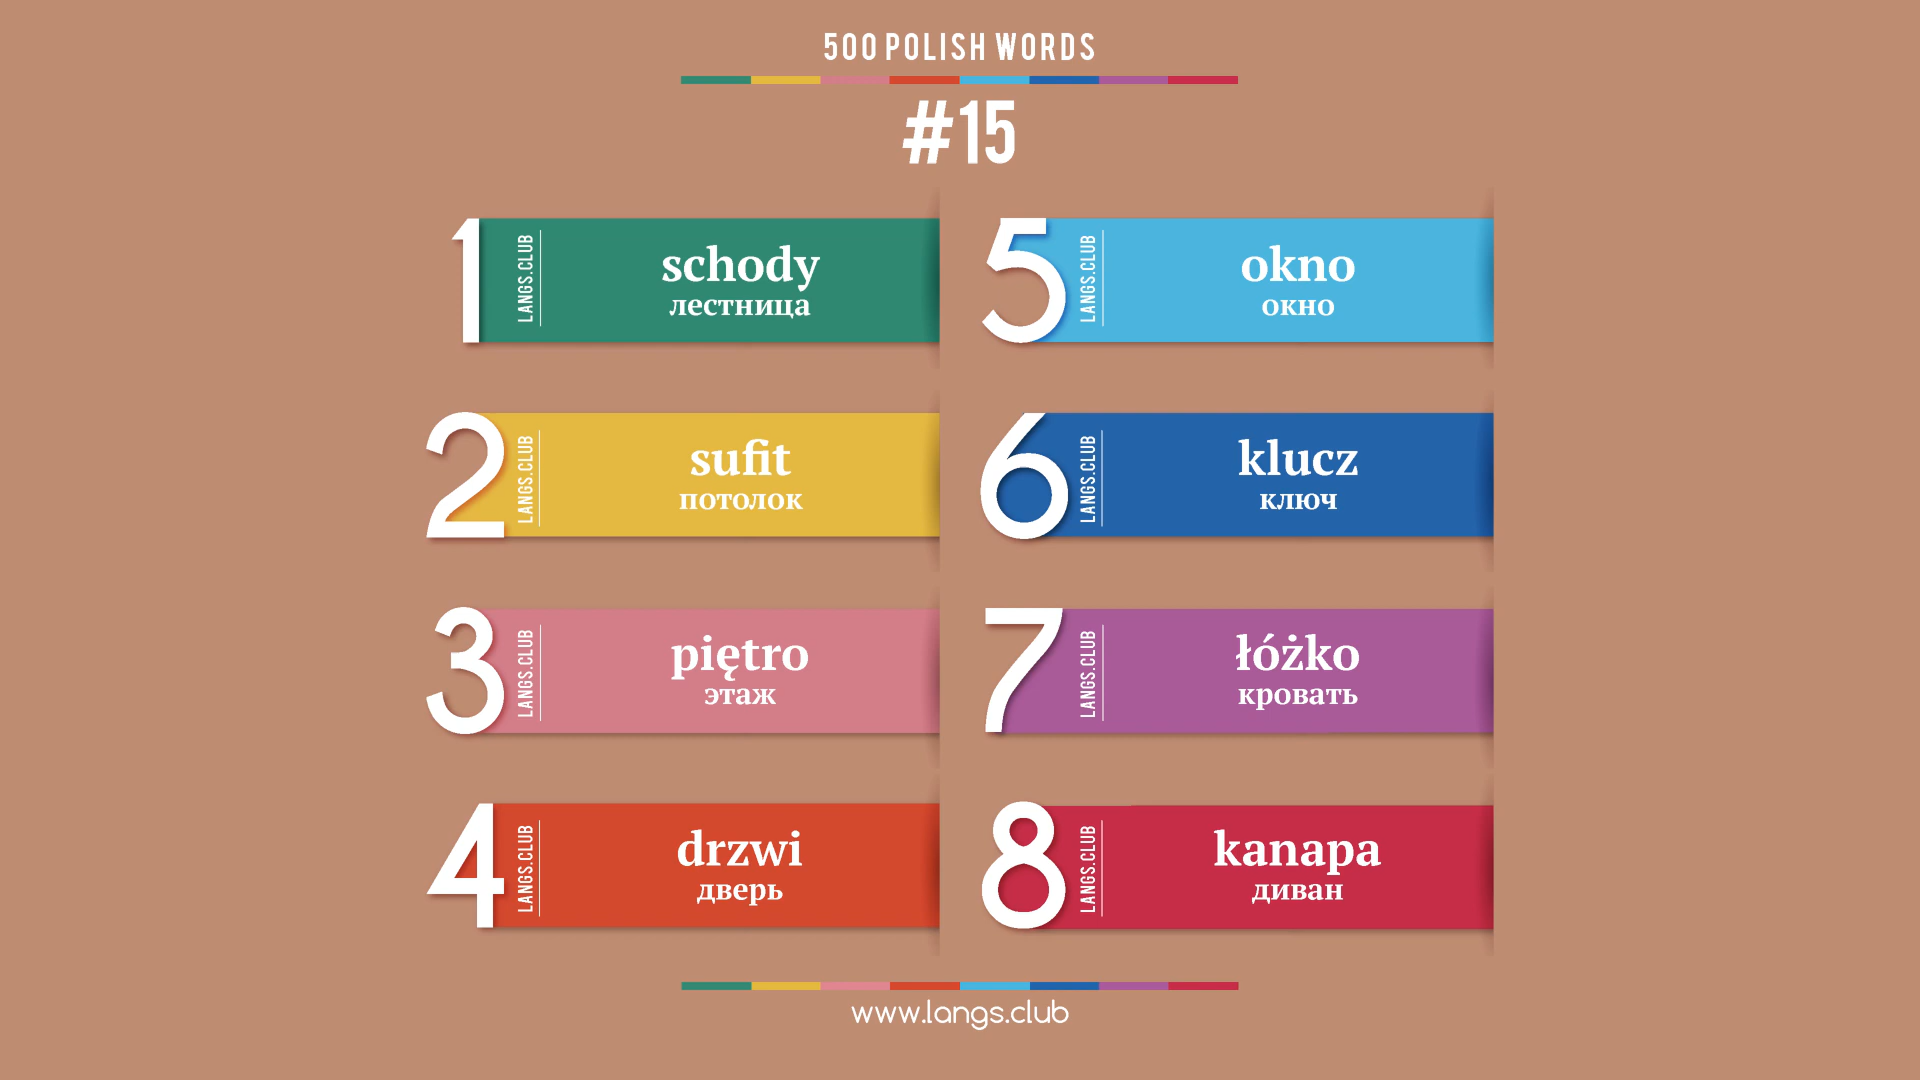 500 POLISH WORDS
#15
1
LANGS.CLUB
schody
лестница
2
LANGS.CLUB
sufit
потолок
3
LANGS.CLUB
piętro
этаж
4
LANGS.CLUB
drzwi
дверь
5
LANGS.CLUB
okno
окно
6
LANGS.CLUB
klucz
ключ
7
LANGS.CLUB
łóżko
кровать
8
LANGS.CLUB
kanapa
диван
www.langs.club